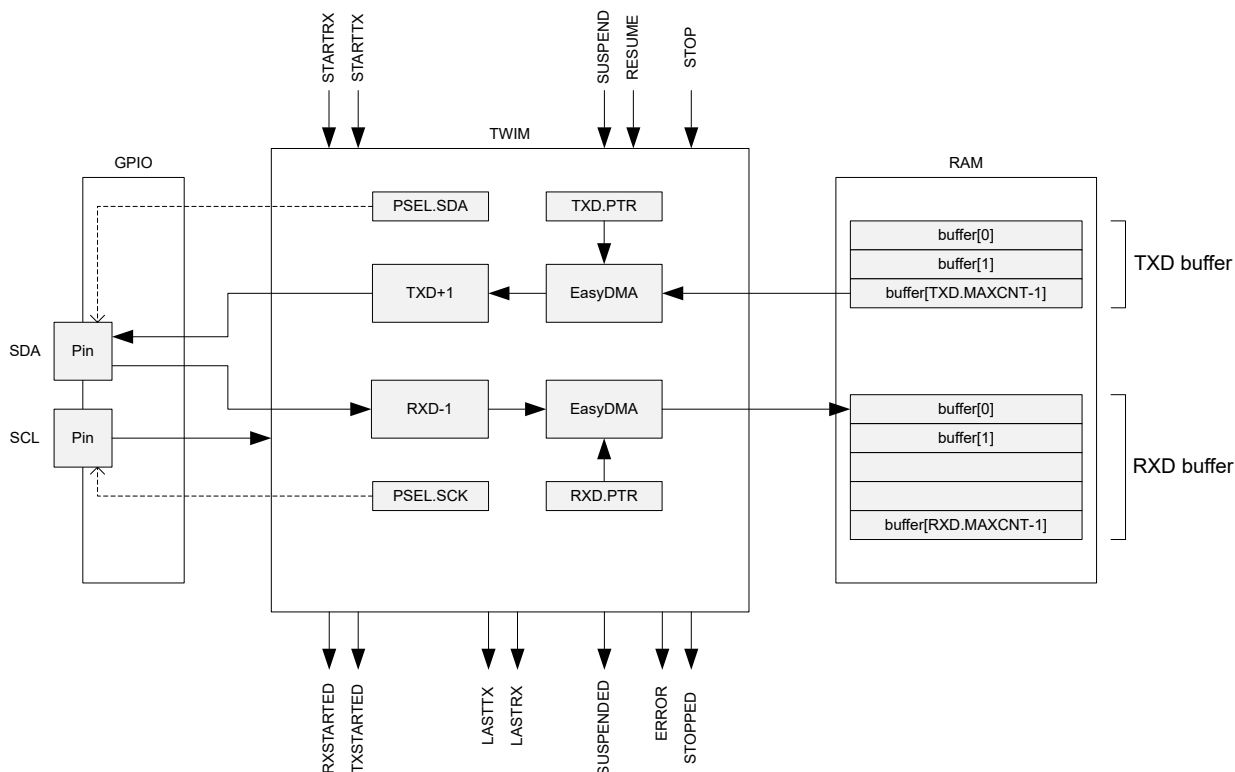 STARTRX
STARTTX
SUSPEND
RESUME
STOP
GPIO
TWIM
RAM
PSEL.SDA
TXD.PTR
buffer[0]
buffer[1]
buffer[TXD.MAXCNT-1]
TXD buffer
TXD+1
EasyDMA
SDA
Pin
RXD-1
EasyDMA
SCL
Pin
buffer[0]
buffer[1]
buffer[RXD.MAXCNT-1]
RXD buffer
PSEL.SCK
RXD.PTR
RXSTARTED
TXSTARTED
LASTTX
LASTRX
SUSPENDED
ERROR
STOPPED